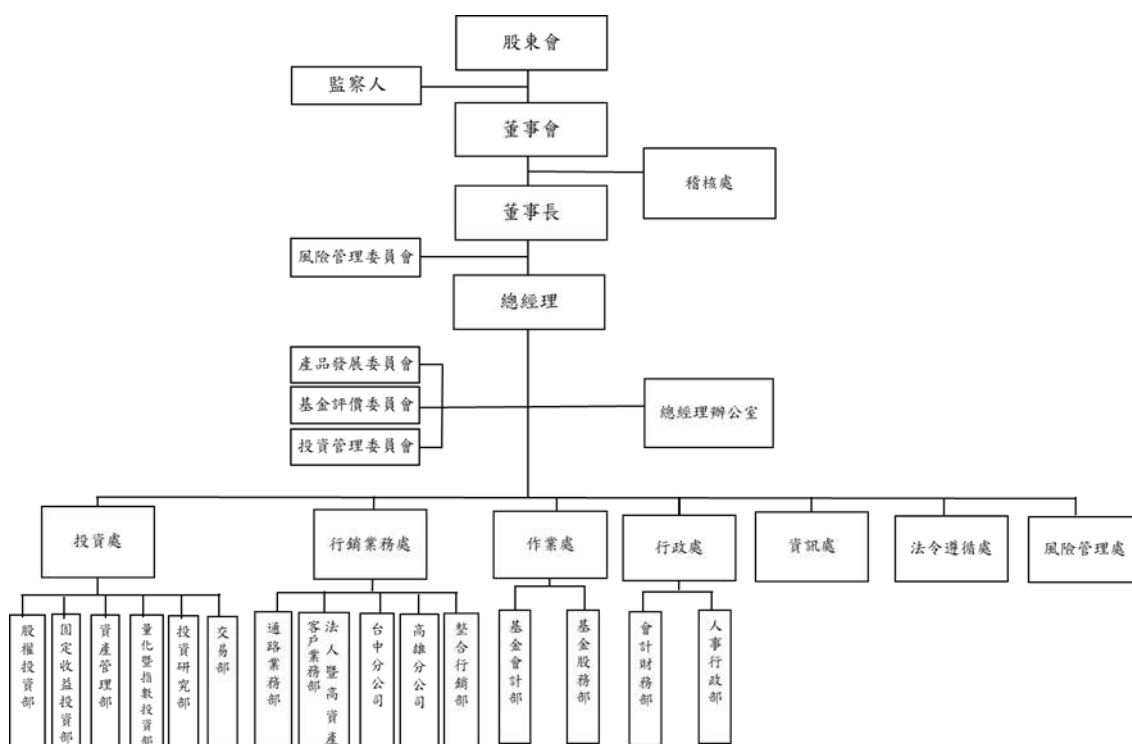 股東會
監察人
董事會
稽核處
董事長
風險管理委員會
總經理
產品發展委員會
基金評價委員會
總經理辦公室
投資管理委員會
投資處
行銷業務處
作業處
行政處
資訊處
法令遵循處
風險管理處
股權投資部
固定收益投資部
資產管理部
量化暨指數投資部
投資研究部
交易部
通路業務部
法人暨高資產
客戶業務部
台中分公司
高雄分公司
整合行銷部
基金會計部
基金股務部
會計財務部
人事行政部